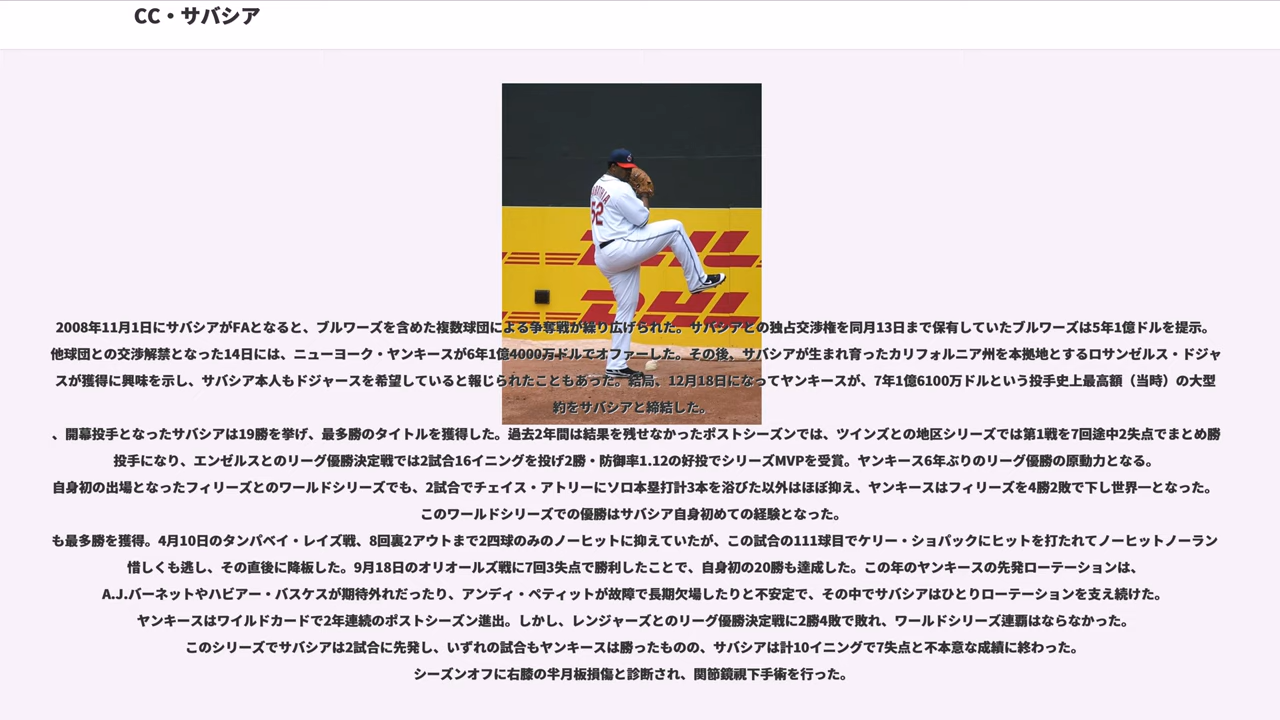 CC・サバシア
SABATHIA
52
DHL
DHL
2008年11月1日にサバシアがFAとなると、ブルワーズを含めた複数球団による争奪戦が繰り広げられた。サバシアとの独占交渉権を同月13日まで保有していたブルワーズは5年1億ドルを提示。
他球団との交渉解禁となった14日には、ニューヨーク・ヤンキースが6年1億4000万ドルでオファーした。その後、サバシアが生まれ育ったカリフォルニア州を本拠地とするロサンゼルス・ドジャ
スが獲得に興味を示し、サバシア本人もドジャースを希望していると報じられたこともあった。結局、12月18日になってヤンキースが、7年1億6100万ドルという投手史上最高額（当時）の大型
約をサバシアと締結した。
、開幕投手となったサバシアは19勝を挙げ、最多勝のタイトルを獲得した。過去2年間は結果を残せなかったポストシーズンでは、ツインズとの地区シリーズでは第1戦を7回途中2失点でまとめ勝
投手になり、エンゼルスとのリーグ優勝決定戦では2試合16イニングを投げ2勝・防御率1.12の好投でシリーズMVPを受賞。ヤンキース6年ぶりのリーグ優勝の原動力となる。
自身初の出場となったフィリーズとのワールドシリーズでも、2試合でチェイス・アトリーにソロ本塁打計3本を浴びた以外はほぼ抑え、ヤンキースはフィリーズを4勝2敗で下し世界一となった。
このワールドシリーズでの優勝はサバシア自身初めての経験となった。
も最多勝を獲得。4月10日のタンパベイ・レイズ戦、8回裏2アウトまで2四球のみのノーヒットに抑えていたが、この試合の111球目でケリー・ショパックにヒットを打たれてノーヒットノーラン
惜しくも逃し、その直後に降板した。9月18日のオリオールズ戦に7回3失点で勝利したことで、自身初の20勝も達成した。この年のヤンキースの先発ローテーションは、
A.J.バーネットやハビアー・バスケスが期待外れだったり、アンディ・ペティットが故障で長期欠場したりと不安定で、その中でサバシアはひとりローテーションを支え続けた。
ヤンキースはワイルドカードで2年連続のポストシーズン進出。しかし、レンジャーズとのリーグ優勝決定戦に2勝4敗で敗れ、ワールドシリーズ連覇はならなかった。
このシリーズでサバシアは2試合に先発し、いずれの試合もヤンキースは勝ったものの、サバシアは計10イニングで7失点と不本意な成績に終わった。
シーズンオフに右膝の半月板損傷と診断され、関節鏡視下手術を行った。